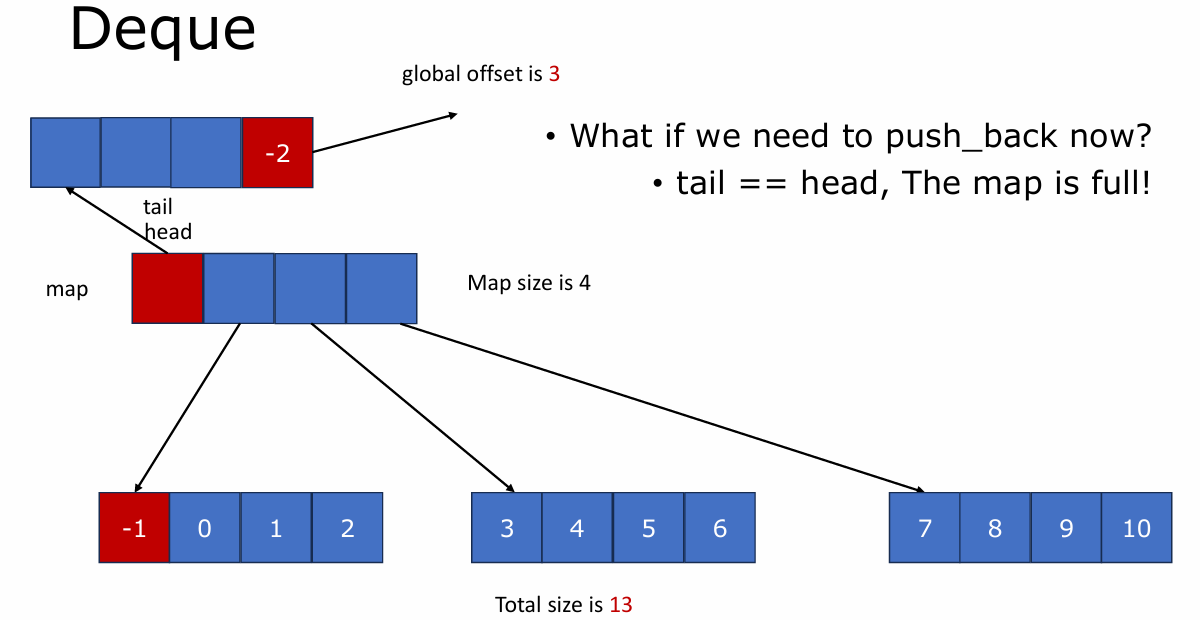 Deque
global offset is 3
-2
• What if we need to push_back now?
• tail == head, The map is full!
tail
head
map
Map size is 4
-1 0 1 2
3 4 5 6
7 8 9 10
Total size is 13